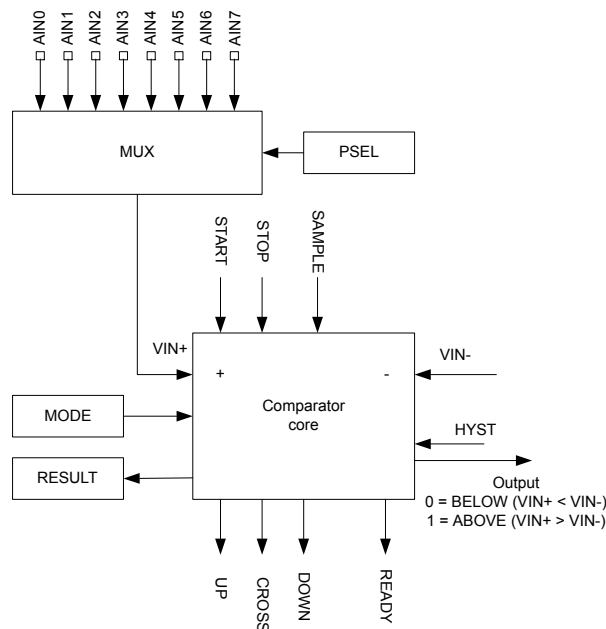 AIN0
AIN1
AIN2
AIN3
AIN4
AIN5
AIN6
AIN7
MUX
PSEL
START
STOP
SAMPLE
VIN+
+
-
VIN-
MODE
Comparator
core
HYST
RESULT
Output
0 = BELOW (VIN+ < VIN-)
1 = ABOVE (VIN+ > VIN-)
UP
CROSS
DOWN
READY